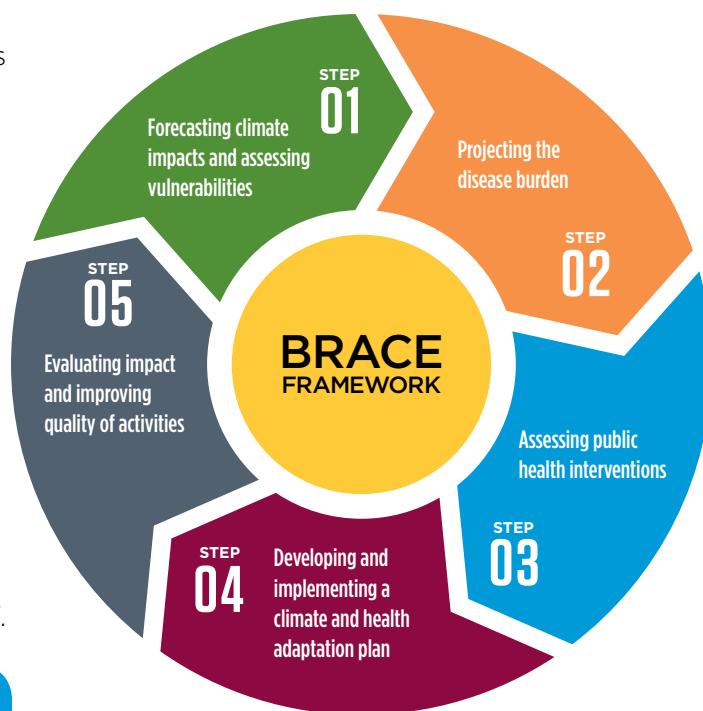 s
STEP
01
Forecasting climate
impacts and assessing
vulnerabilities
Projecting the
disease burden
STEP
02
Assessing public
health interventions
STEP
03
STEP
04
Developing and
implementing a
climate and health
adaptation plan
STEP
05
Evaluating impact
and improving
quality of activities
BRACE
FRAMEWORK
.